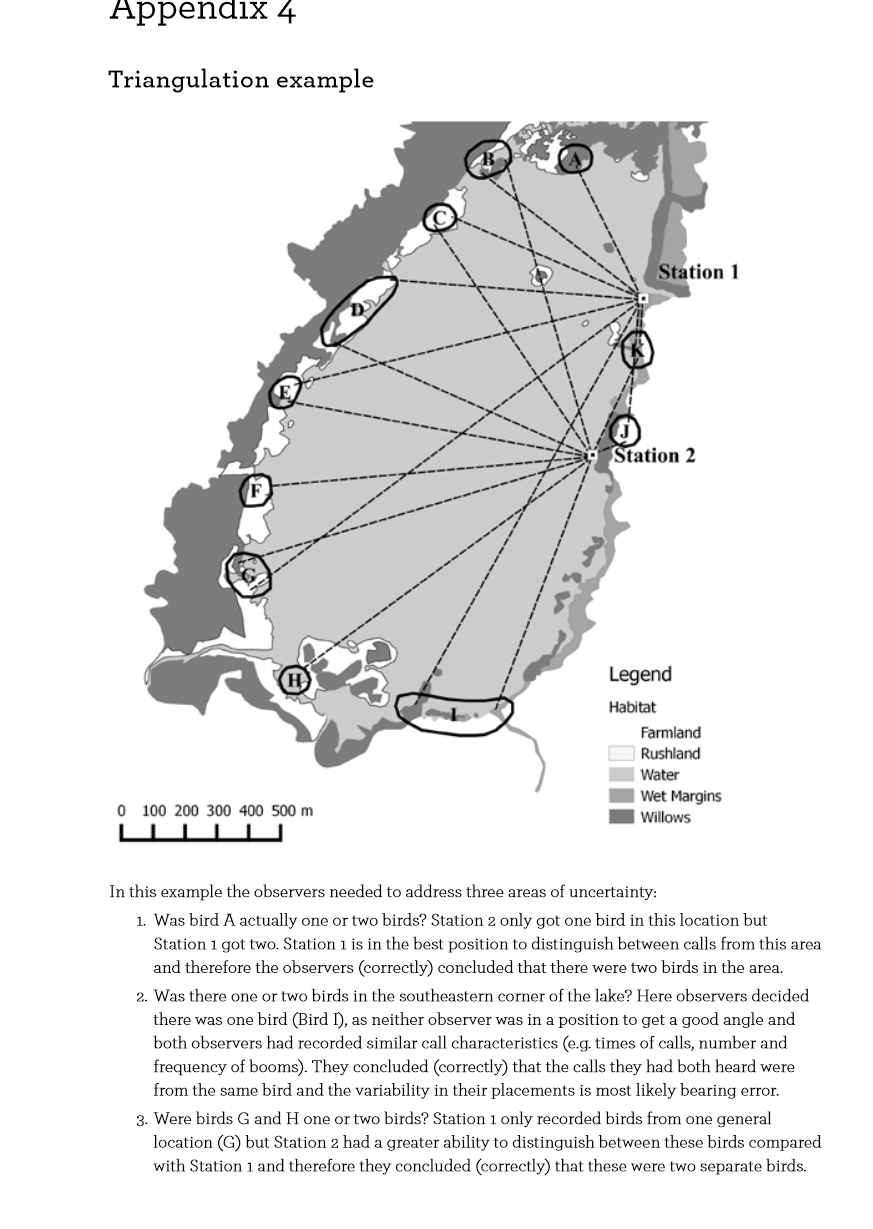 Appendix 4
Triangulation example
B
A
C
Station 1
D
K
E
J
Station 2
F
G
H
I
Legend
Habitat
Farmland
Rushland
Water
Wet Margins
Willows
0 100 200 300 400 500 m
In this example the observers needed to address three areas of uncertainty:
1. Was bird A actually one or two birds? Station 2 only got one bird in this location but
Station 1 got two. Station 1 is in the best position to distinguish between calls from this area
and therefore the observers (correctly) concluded that there were two birds in the area.
2. Was there one or two birds in the southeastern corner of the lake? Here observers decided
there was one bird (Bird I), as neither observer was in a position to get a good angle and
both observers had recorded similar call characteristics (e.g. times of calls, number and
frequency of booms). They concluded (correctly) that the calls they had both heard were
from the same bird and the variability in their placements is most likely bearing error.
3. Were birds G and H one or two birds? Station 1 only recorded birds from one general
location (G) but Station 2 had a greater ability to distinguish between these birds compared
with Station 1 and therefore they concluded (correctly) that these were two separate birds.